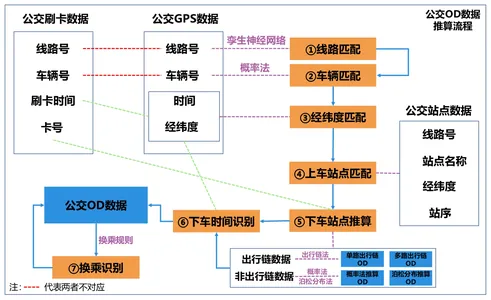 公交刷卡数据
线路号
车辆号
刷卡时间
卡号
公交GPS数据
线路号
车辆号
时间
经纬度
孪生神经网络
概率法
公交OD数据
推算流程
①线路匹配
②车辆匹配
③经纬度匹配
④上车站点匹配
⑤下车站点推算
⑥下车时间识别
公交站点数据
线路号
站点名称
经纬度
站序
公交OD数据
换乘规则
⑦换乘识别
出行链数据
出行链法
单路出行链
OD
多路出行链
OD
非出行链数据
概率法
泊松分布法
概率法推算
OD
泊松分布推算
OD
注:
代表两者不对应